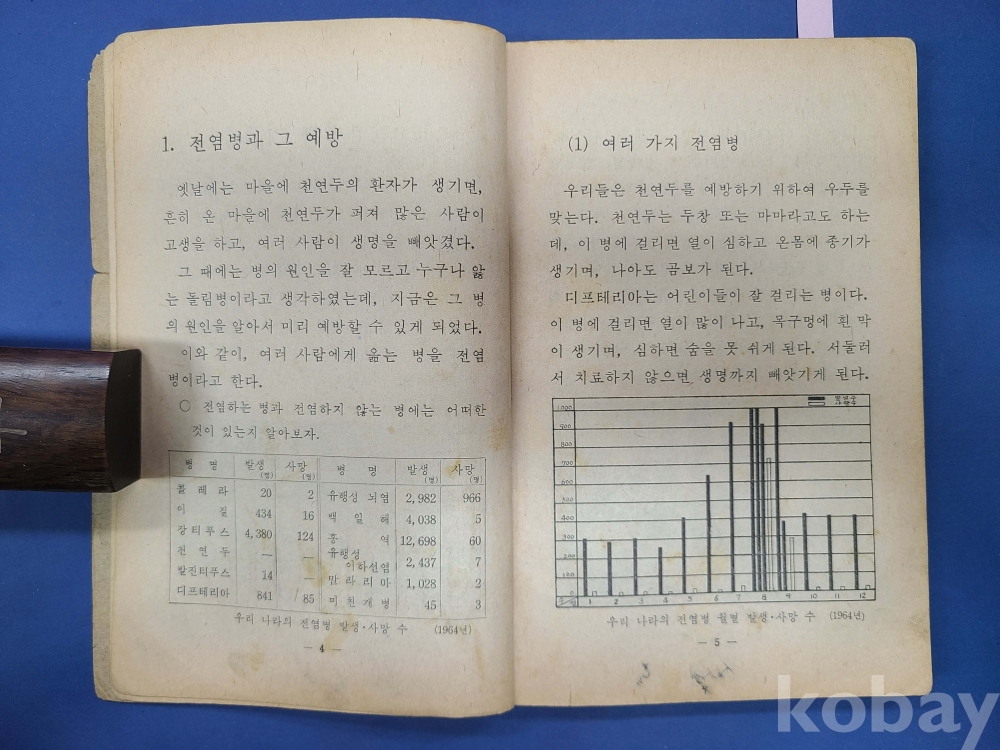 1. 전염병과 그 예방
옛날에는 마을에 천연두의 환자가 생기면,
흔히 온 마을에 천연두가 퍼져 많은 사람이
고생을 하고, 여러 사람이 생명을 빼앗겼다.
그 때에는 병의 원인을 잘 모르고 누구나 앓
는 돌림병이라고 생각하였는데, 지금은 그 병
의 원인을 알아서 미리 예방할 수 있게 되었다.
이와 같이, 여러 사람에게 옮는 병을 전염
병이라고 한다.
○ 전염하는 병과 전염하지 않는 병에는 어떠한
것이 있는지 알아보자.
병 명 발생(명) 사망(명) 병 명 발생(명) 사망(명)
콜레라 20 2 유행성 뇌염 2,982 966
이 질 434 16 백 일 해 4,038 5
장티푸스 4,380 124 홍 역 12,698 60
천연두 — — 유행성
이하선염 2,437 7
발진티푸스 14 — 말라리아 1,028 2
디프테리아 841 85 미친개병 45 3
우리 나라의 전염병 발생·사망 수 (1964년)
— 4 —
(1) 여러 가지 전염병
우리들은 천연두를 예방하기 위하여 우두를
맞는다. 천연두는 두창 또는 마마라고도 하는
데, 이 병에 걸리면 열이 심하고 온몸에 종기가
생기며, 나아도 곰보가 된다.
디프테리아는 어린이들이 잘 걸리는 병이다.
이 병에 걸리면 열이 많이 나고, 목구멍에 흰 막
이 생기며, 심하면 숨을 못 쉬게 된다. 서둘러
서 치료하지 않으면 생명까지 빼앗기게 된다.
발생수
사망수
1,000
900
800
700
600
500
400
300
200
100
0
1 2 3 4 5 6 7 8 9 10 11 12
우리 나라의 전염병 월별 발생·사망 수 (1964년)
— 5 —
kobay